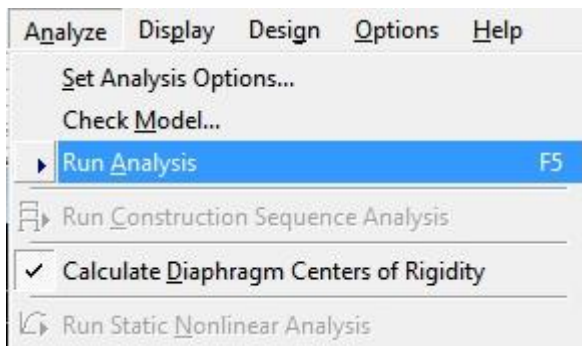 Analyze Display Design Options Help
Set Analysis Options...
Check Model...
Run Analysis F5
Run Construction Sequence Analysis
Calculate Diaphragm Centers of Rigidity
Run Static Nonlinear Analysis